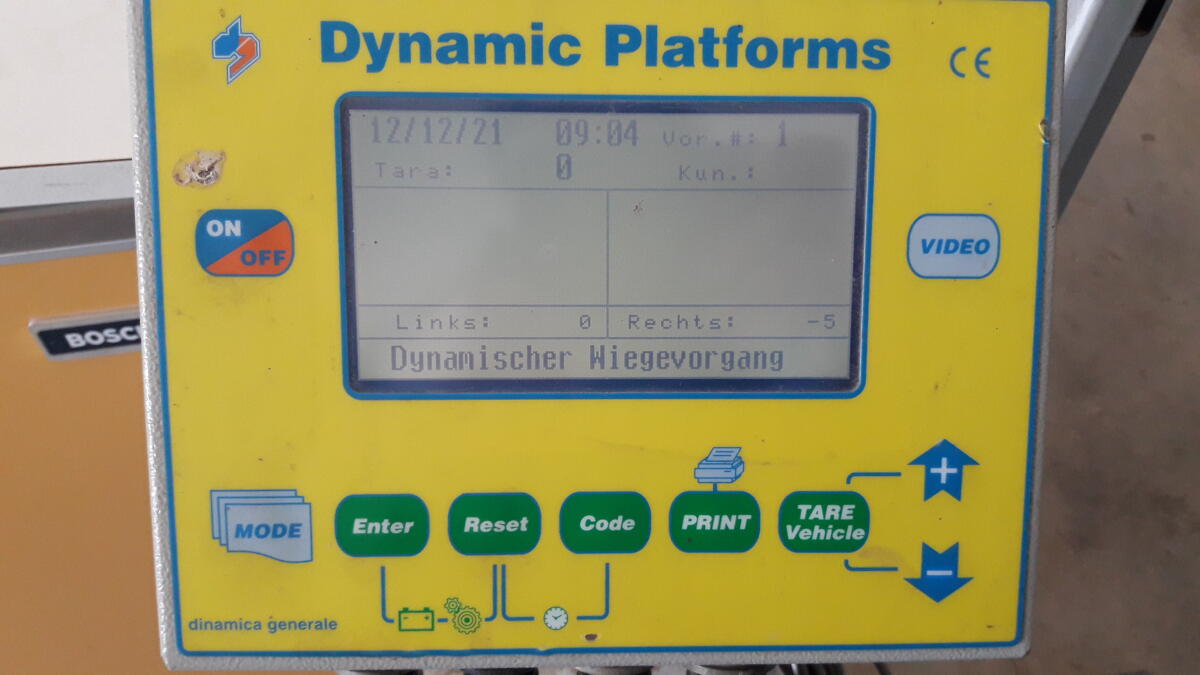 Dynamic Platforms CE
12/12/21 09:04 Vor.#: 1
Tara: 0 Kun.:
ON
OFF
VIDEO
BOSC
Links: 0 Rechts: -5
Dynamischer Wiegevorgang
MODE Enter Reset Code PRINT TARE
Vehicle
+
-
dinamica generale